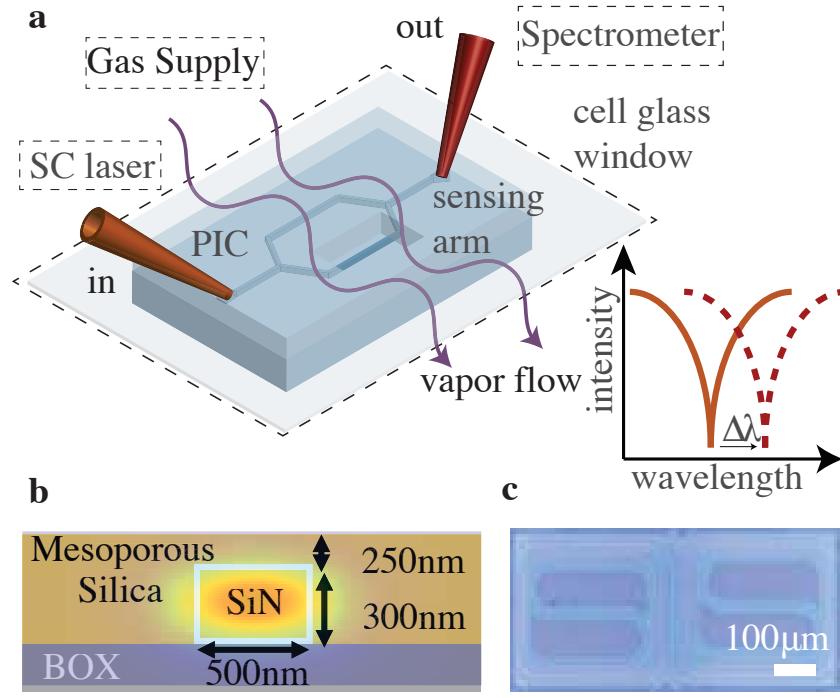 a
out
Spectrometer
Gas Supply
cell glass
window
SC laser
sensing
arm
PIC
in
vapor flow
intensity
Δλ
wavelength
b
c
Mesoporous
Silica
250nm
SiN
300nm
BOX
500nm
100μm